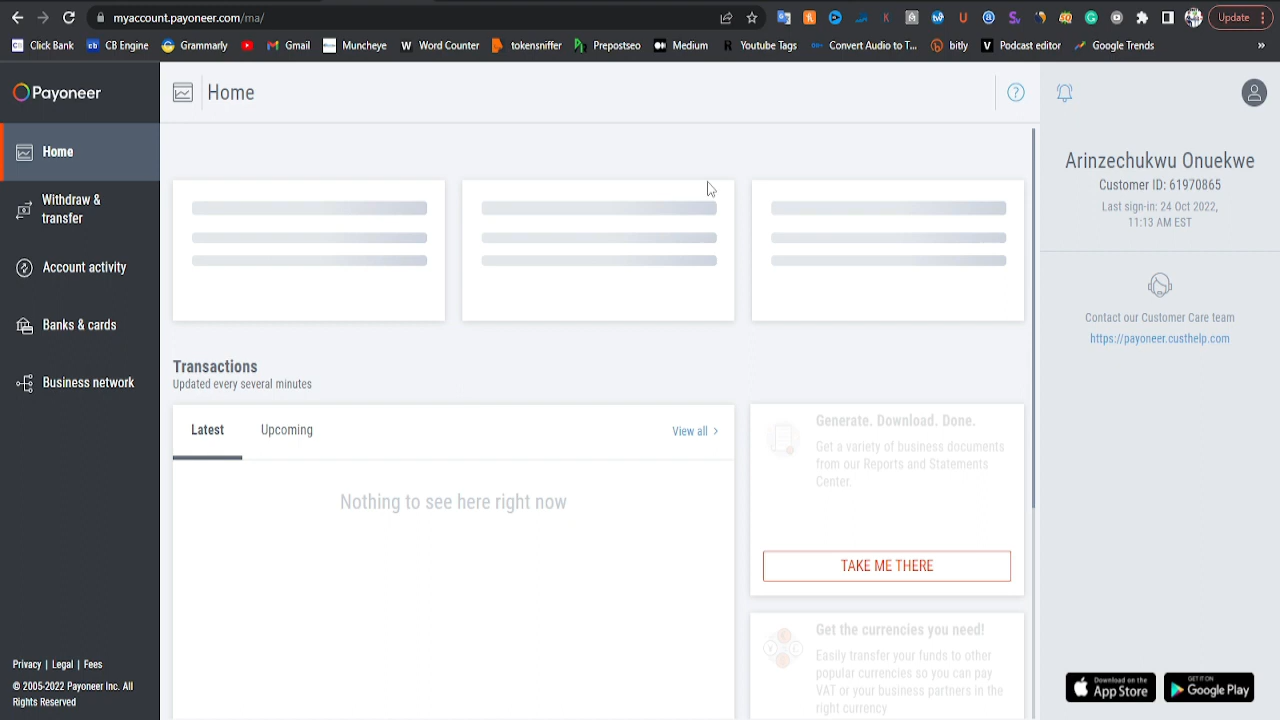 myaccount.payoneer.com/ma/
Update
Click Bank
CB Engine
Grammarly
Gmail
Muncheye
Word Counter
tokensniffer
Prepostseo
Medium
Youtube Tags
Convert Audio to T...
bitly
Podcast editor
Google Trends
»
Payoneer
Home
?
Home
Withdraw &
transfer
Account activity
Banks & cards
Business network
Arinzechukwu Onuekwe
Customer ID: 61970865
Last sign-in: 24 Oct 2022,
11:13 AM EST
Contact our Customer Care team
https://payoneer.custhelp.com
Transactions
Updated every several minutes
Latest
Upcoming
View all >
Nothing to see here right now
Generate. Download. Done.
Get a variety of business documents
from our Reports and Statements
Center.
TAKE ME THERE
Get the currencies you need!
Easily transfer your funds to other
popular currencies so you can pay
VAT or your business partners in the
right currency
Privacy | Legal | Fees
© 2005-2022 Payoneer Inc. All
Rights Reserved
Download on the
App Store
GET IT ON
Google Play